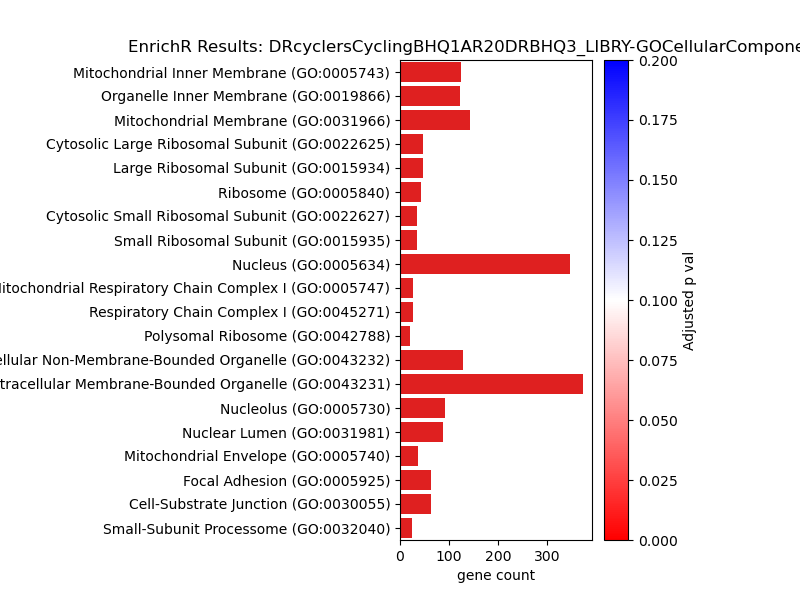 EnrichR Results: DRcyclersCyclingBHQ1AR20DRBHQ3_LIBRY-GOCellularCompone
Mitochondrial Inner Membrane (GO:0005743)
Organelle Inner Membrane (GO:0019866)
Mitochondrial Membrane (GO:0031966)
Cytosolic Large Ribosomal Subunit (GO:0022625)
Large Ribosomal Subunit (GO:0015934)
Ribosome (GO:0005840)
Cytosolic Small Ribosomal Subunit (GO:0022627)
Small Ribosomal Subunit (GO:0015935)
Nucleus (GO:0005634)
itochondrial Respiratory Chain Complex I (GO:0005747)
Respiratory Chain Complex I (GO:0045271)
Polysomal Ribosome (GO:0042788)
ellular Non-Membrane-Bounded Organelle (GO:0043232)
tracellular Membrane-Bounded Organelle (GO:0043231)
Nucleolus (GO:0005730)
Nuclear Lumen (GO:0031981)
Mitochondrial Envelope (GO:0005740)
Focal Adhesion (GO:0005925)
Cell-Substrate Junction (GO:0030055)
Small-Subunit Processome (GO:0032040)
0 100 200 300
gene count
0.200
0.175
0.150
0.125
0.100
0.075
0.050
0.025
0.000
Adjusted p val